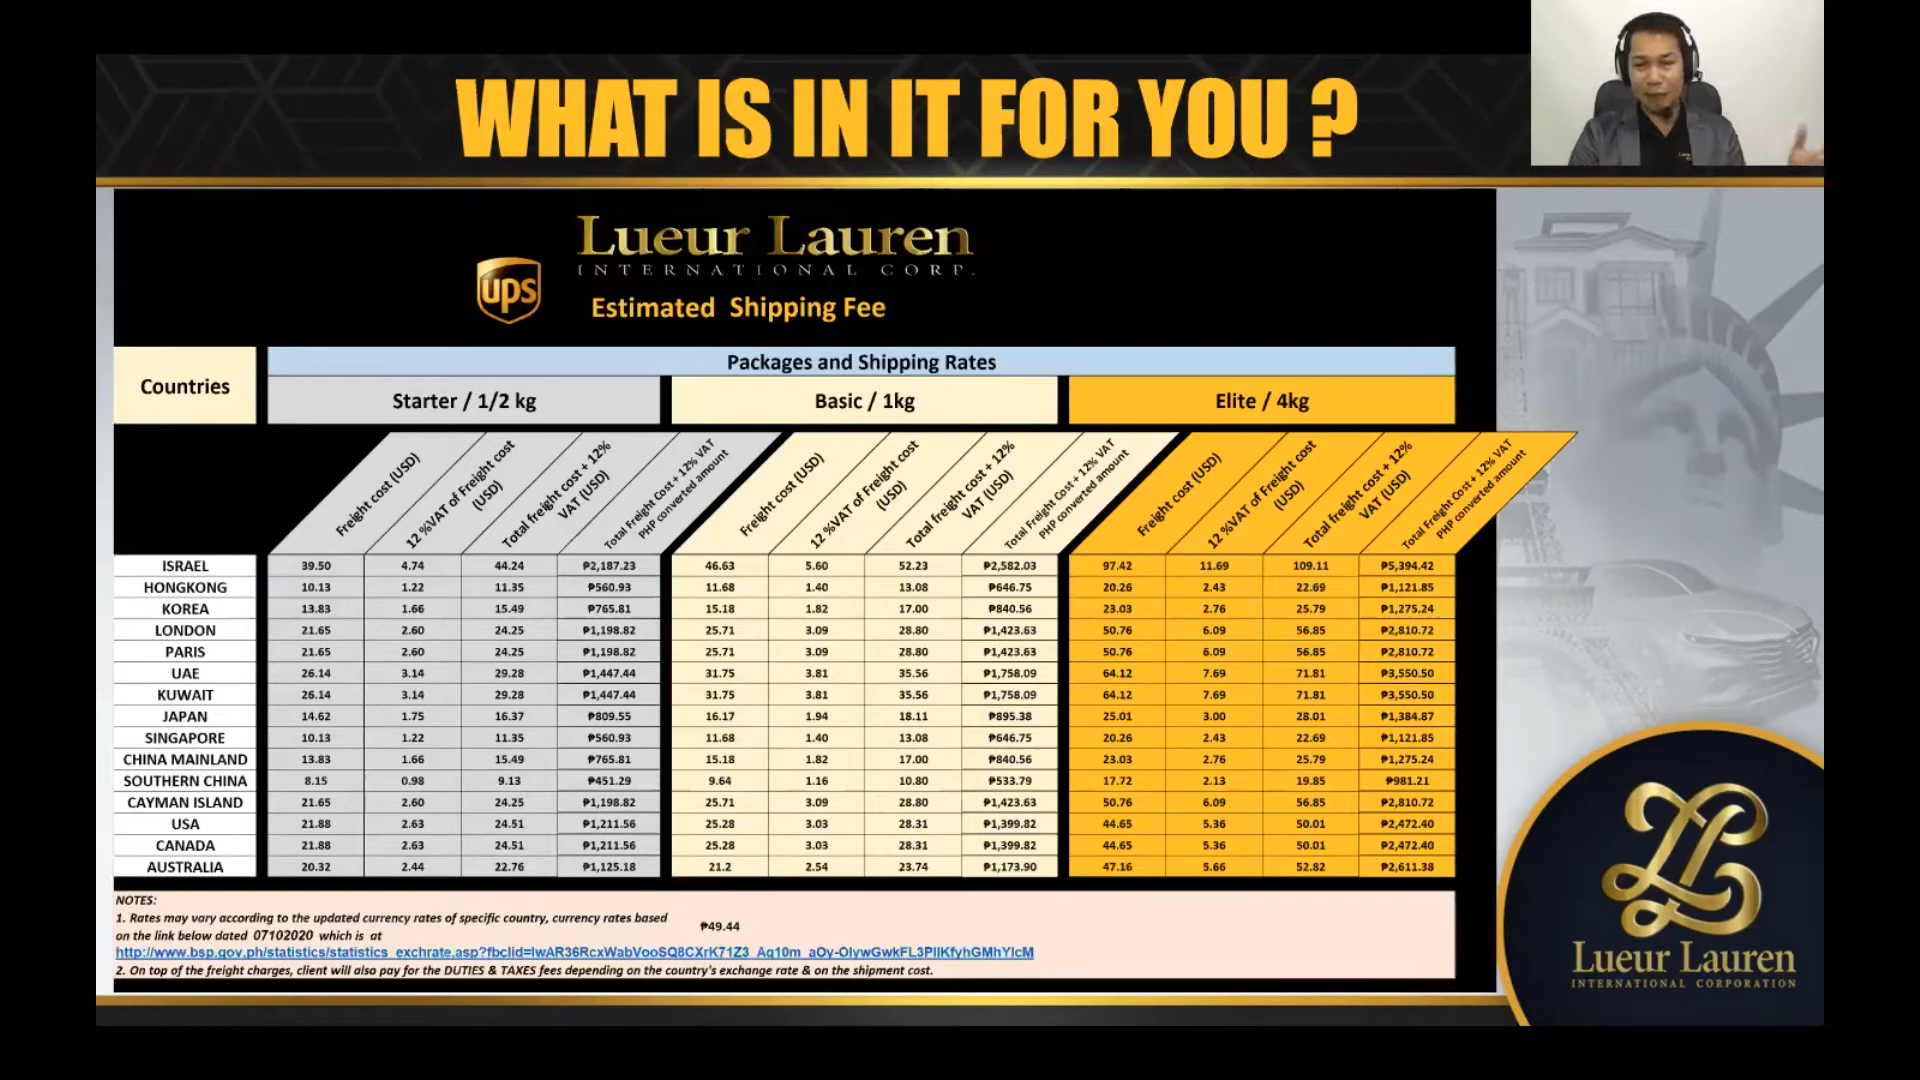 WHAT IS IN IT FOR YOU ?
Lueur Lauren
INTERNATIONAL CORP.
ups
Estimated Shipping Fee
Countries
Packages and Shipping Rates
Starter / 1/2 kg
Basic / 1kg
Elite / 4kg
Freight cost (USD)
12 %VAT of Freight cost (USD)
Total freight cost + 12% VAT (USD)
Total Freight Cost + 12% VAT PHP converted amount
Freight cost (USD)
12 %VAT of Freight cost (USD)
Total freight cost + 12% VAT (USD)
Total Freight Cost + 12% VAT PHP converted amount
Freight cost (USD)
12 %VAT of Freight cost (USD)
Total freight cost + 12% VAT (USD)
Total Freight Cost + 12% VAT PHP converted amount
ISRAEL 39.50 4.74 44.24 ₱2,187.23 46.63 5.60 52.23 ₱2,582.03 97.42 11.69 109.11 ₱5,394.42
HONGKONG 10.13 1.22 11.35 ₱560.93 11.68 1.40 13.08 ₱646.75 20.26 2.43 22.69 ₱1,121.85
KOREA 13.83 1.66 15.49 ₱765.81 15.18 1.82 17.00 ₱840.56 23.03 2.76 25.79 ₱1,275.24
LONDON 21.65 2.60 24.25 ₱1,198.82 25.71 3.09 28.80 ₱1,423.63 50.76 6.09 56.85 ₱2,810.72
PARIS 21.65 2.60 24.25 ₱1,198.82 25.71 3.09 28.80 ₱1,423.63 50.76 6.09 56.85 ₱2,810.72
UAE 26.14 3.14 29.28 ₱1,447.44 31.75 3.81 35.56 ₱1,758.09 64.12 7.69 71.81 ₱3,550.50
KUWAIT 26.14 3.14 29.28 ₱1,447.44 31.75 3.81 35.56 ₱1,758.09 64.12 7.69 71.81 ₱3,550.50
JAPAN 14.62 1.75 16.37 ₱809.55 16.17 1.94 18.11 ₱895.38 25.01 3.00 28.01 ₱1,384.87
SINGAPORE 10.13 1.22 11.35 ₱560.93 11.68 1.40 13.08 ₱646.75 20.26 2.43 22.69 ₱1,121.85
CHINA MAINLAND 13.83 1.66 15.49 ₱765.81 15.18 1.82 17.00 ₱840.56 23.03 2.76 25.79 ₱1,275.24
SOUTHERN CHINA 8.15 0.98 9.13 ₱451.29 9.64 1.16 10.80 ₱533.79 17.72 2.13 19.85 ₱981.21
CAYMAN ISLAND 21.65 2.60 24.25 ₱1,198.82 25.71 3.09 28.80 ₱1,423.63 50.76 6.09 56.85 ₱2,810.72
USA 21.88 2.63 24.51 ₱1,211.56 25.28 3.03 28.31 ₱1,399.82 44.65 5.36 50.01 ₱2,472.40
CANADA 21.88 2.63 24.51 ₱1,211.56 25.28 3.03 28.31 ₱1,399.82 44.65 5.36 50.01 ₱2,472.40
AUSTRALIA 20.32 2.44 22.76 ₱1,125.18 21.2 2.54 23.74 ₱1,173.90 47.16 5.66 52.82 ₱2,611.38
NOTES:
1. Rates may vary according to the updated currency rates of specific country, currency rates based
on the link below dated 07102020 which is at ₱49.44
2. On top of the freight charges, client will also pay for the DUTIES & TAXES fees depending on the country's exchange rate & on the shipment cost.
Lueur Lauren
INTERNATIONAL CORPORATION